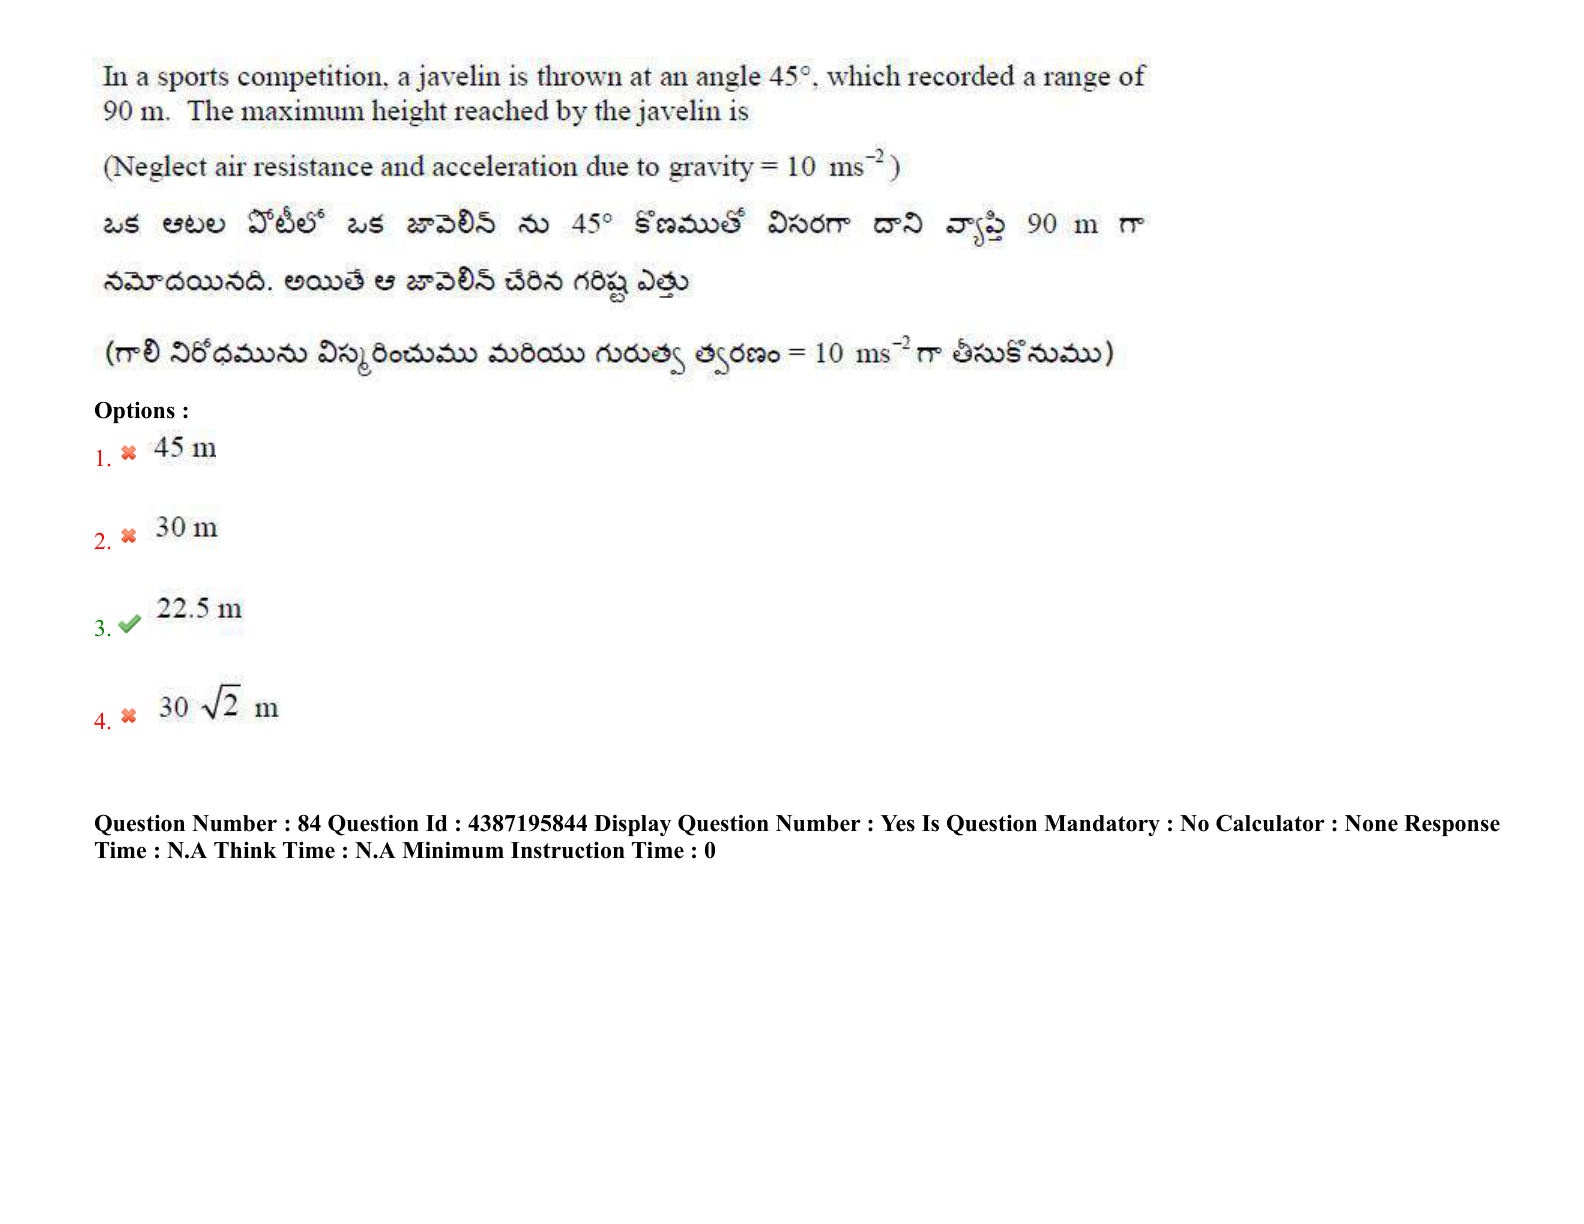 In a sports competition, a javelin is thrown at an angle 45°, which recorded a range of
90 m. The maximum height reached by the javelin is
(Neglect air resistance and acceleration due to gravity = 10 ms⁻²)
ఒక ఆటల పోటీలో ఒక జావెలిన్ ను 45° కొణముతో విసరగా దాని వ్యాప్తి 90 m గా
నమోదయినది. అయితే ఆ జావెలిన్ చేరిన గరిష్ట ఎత్తు
(గాలి నిరోధమును విస్మరించుము మరియు గురుత్వ త్వరణం = 10 ms⁻² గా తీసుకొనుము)
Options :
1. 45 m
2. 30 m
3. 22.5 m
4. 30 √2 m
Question Number : 84 Question Id : 4387195844 Display Question Number : Yes Is Question Mandatory : No Calculator : None Response
Time : N.A Think Time : N.A Minimum Instruction Time : 0